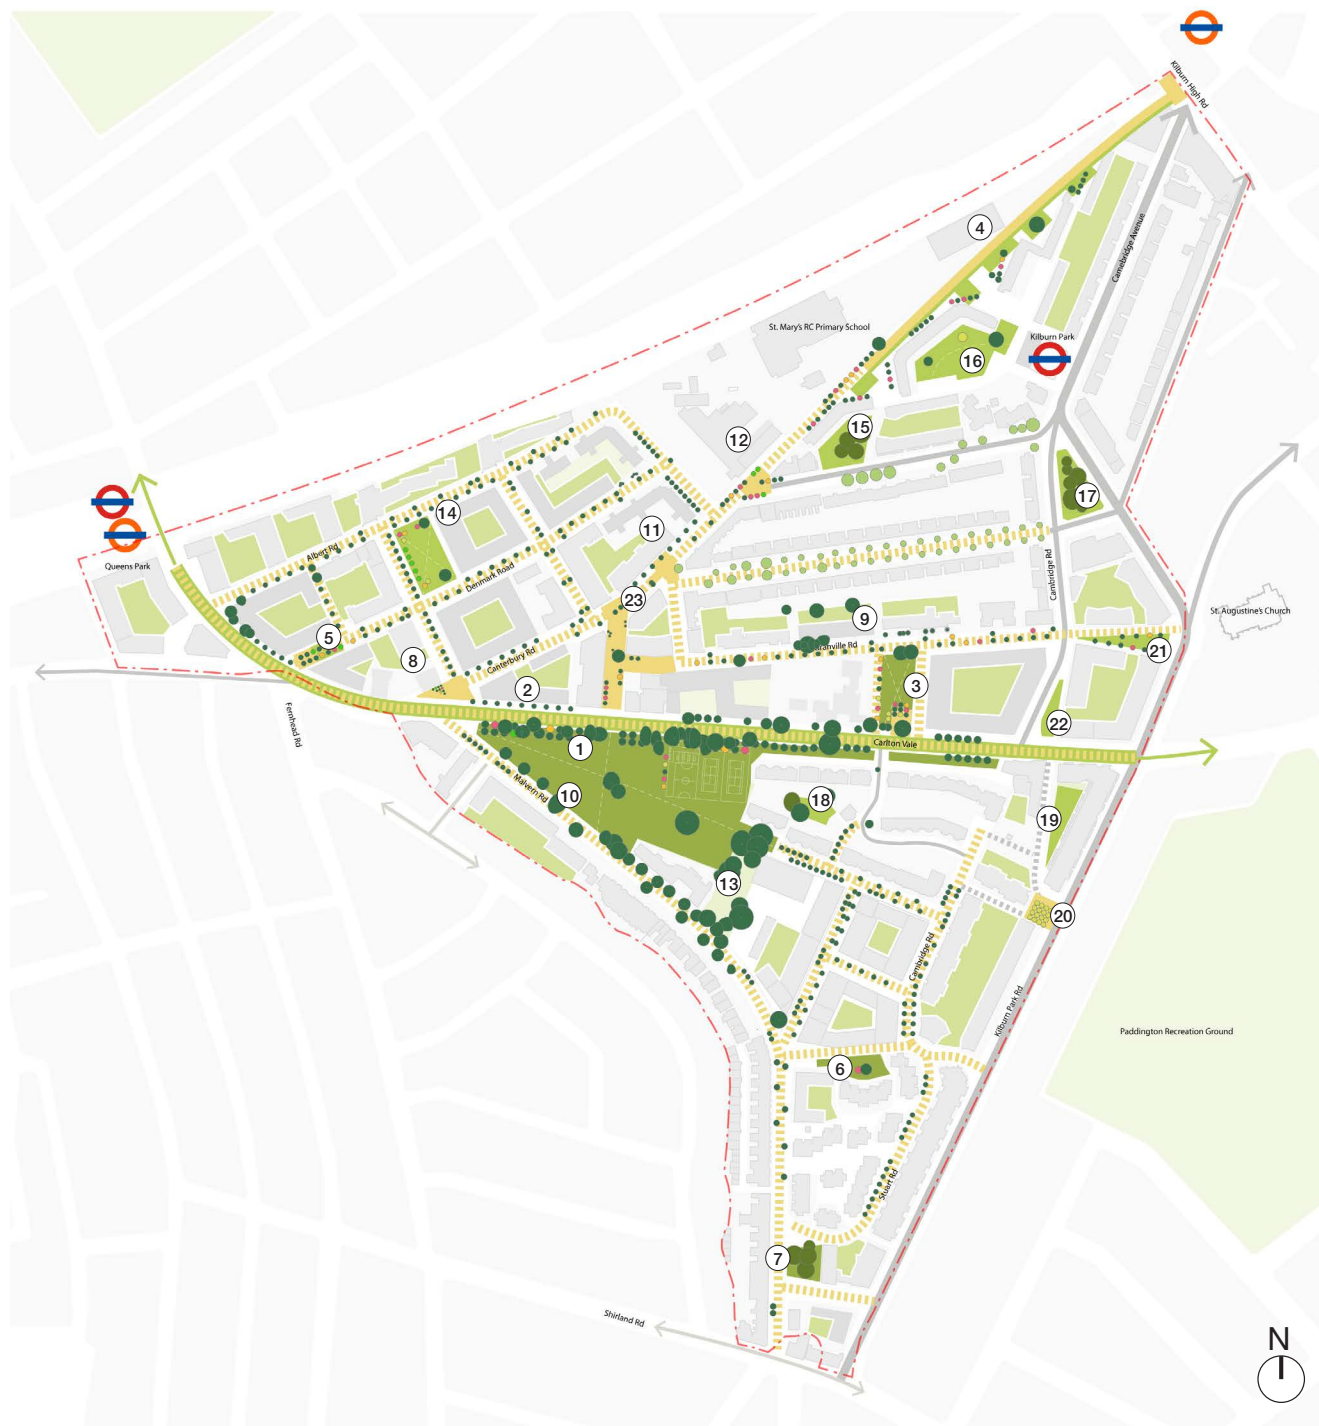 Kilburn High Rd
4
Camebridge Avenue
St. Mary's RC Primary School
Kilburn Park
16
15
12
17
14
11
Albert Rd
Queens Park
Denmark Road
Cambridge Rd
23
9
St. Augustine's Church
5
8
Canterbury Rd
Granville Rd
21
2
3
22
Fernhead Rd
1
Carlton Vale
Malvern Rd
10
18
19
13
20
Cambridge Rd
Kilburn Park Rd
Paddington Recreation Ground
6
Stuart Rd
7
Shirland Rd
N